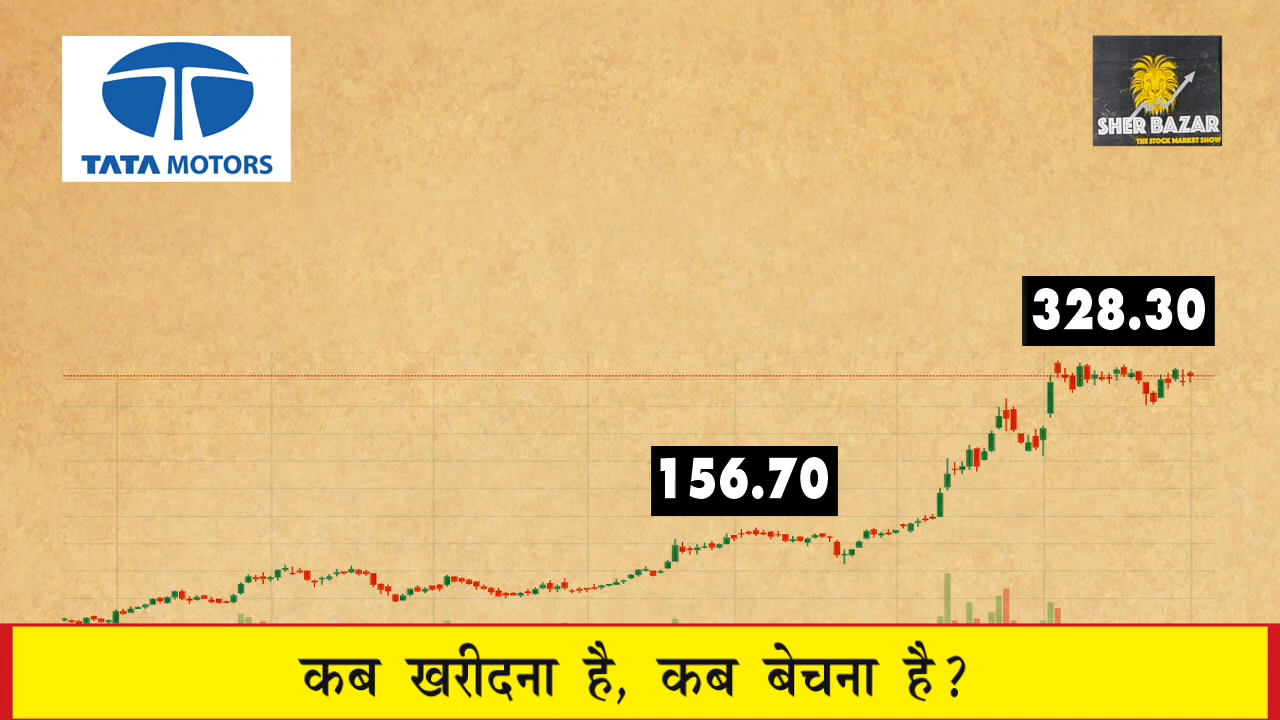 TATA MOTORS
SHER BAZAR
THE STOCK MARKET SHOW
328.30
156.70
कब खरीदना है, कब बेचना है?